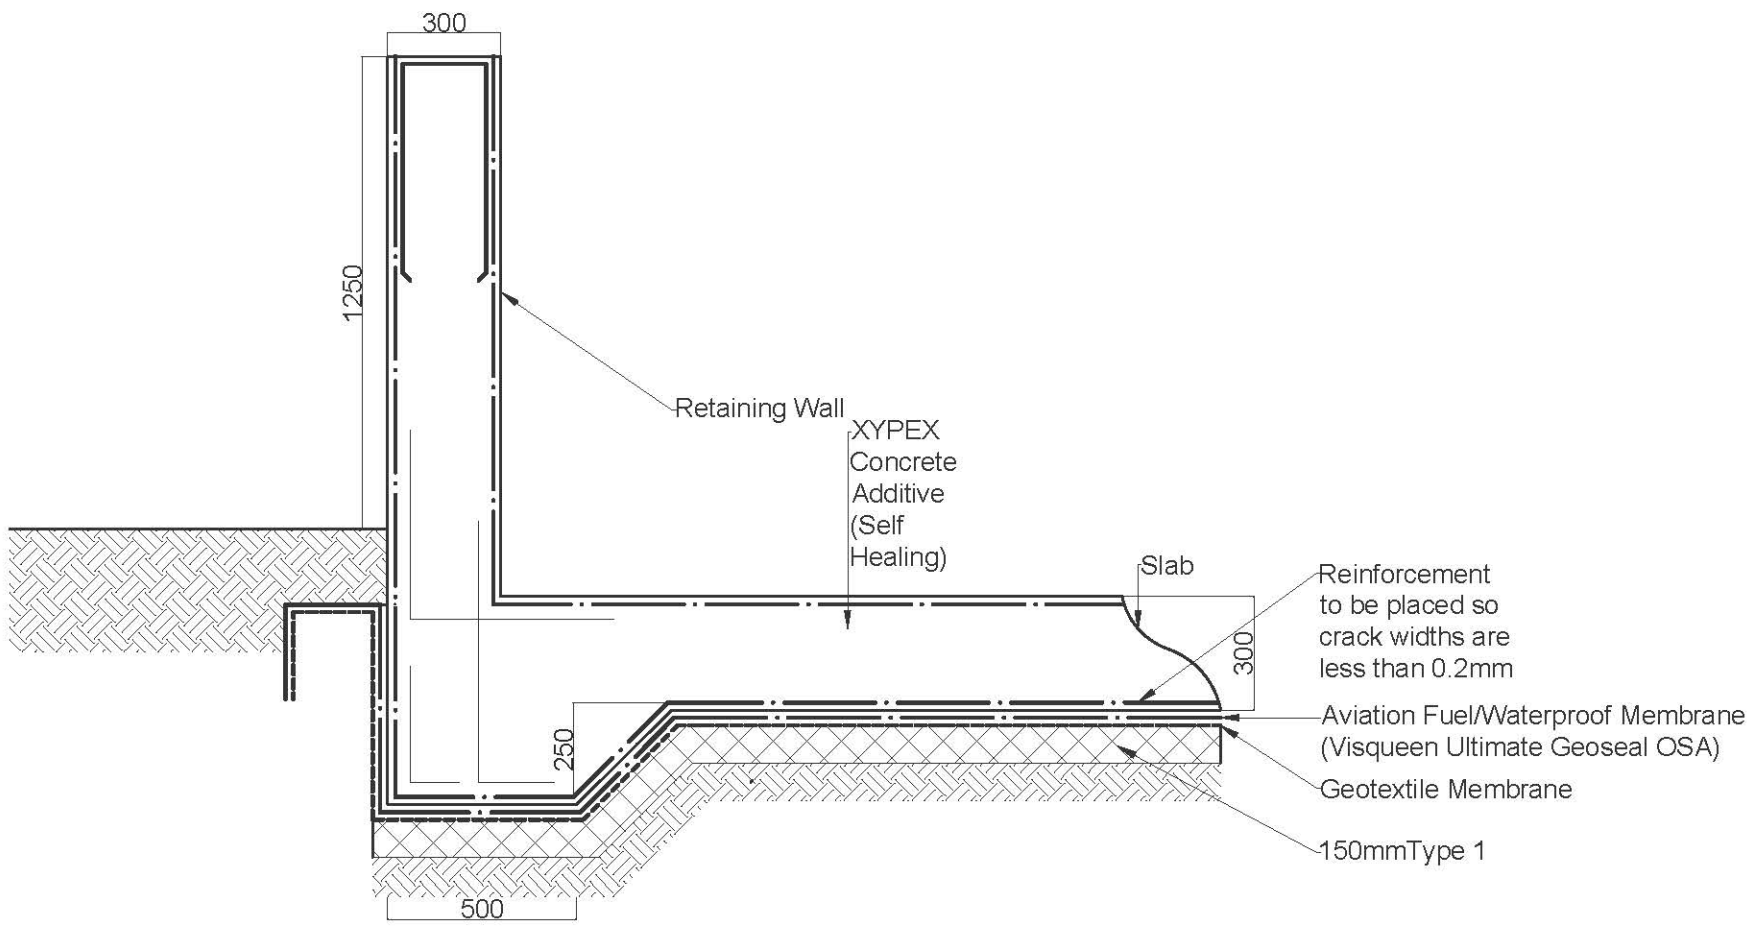 300
1250
Retaining Wall
XYPEX
Concrete
Additive
(Self
Healing)
Slab
Reinforcement
to be placed so
crack widths are
less than 0.2mm
300
Aviation Fuel/Waterproof Membrane
(Visqueen Ultimate Geoseal OSA)
250
Geotextile Membrane
150mmType 1
500